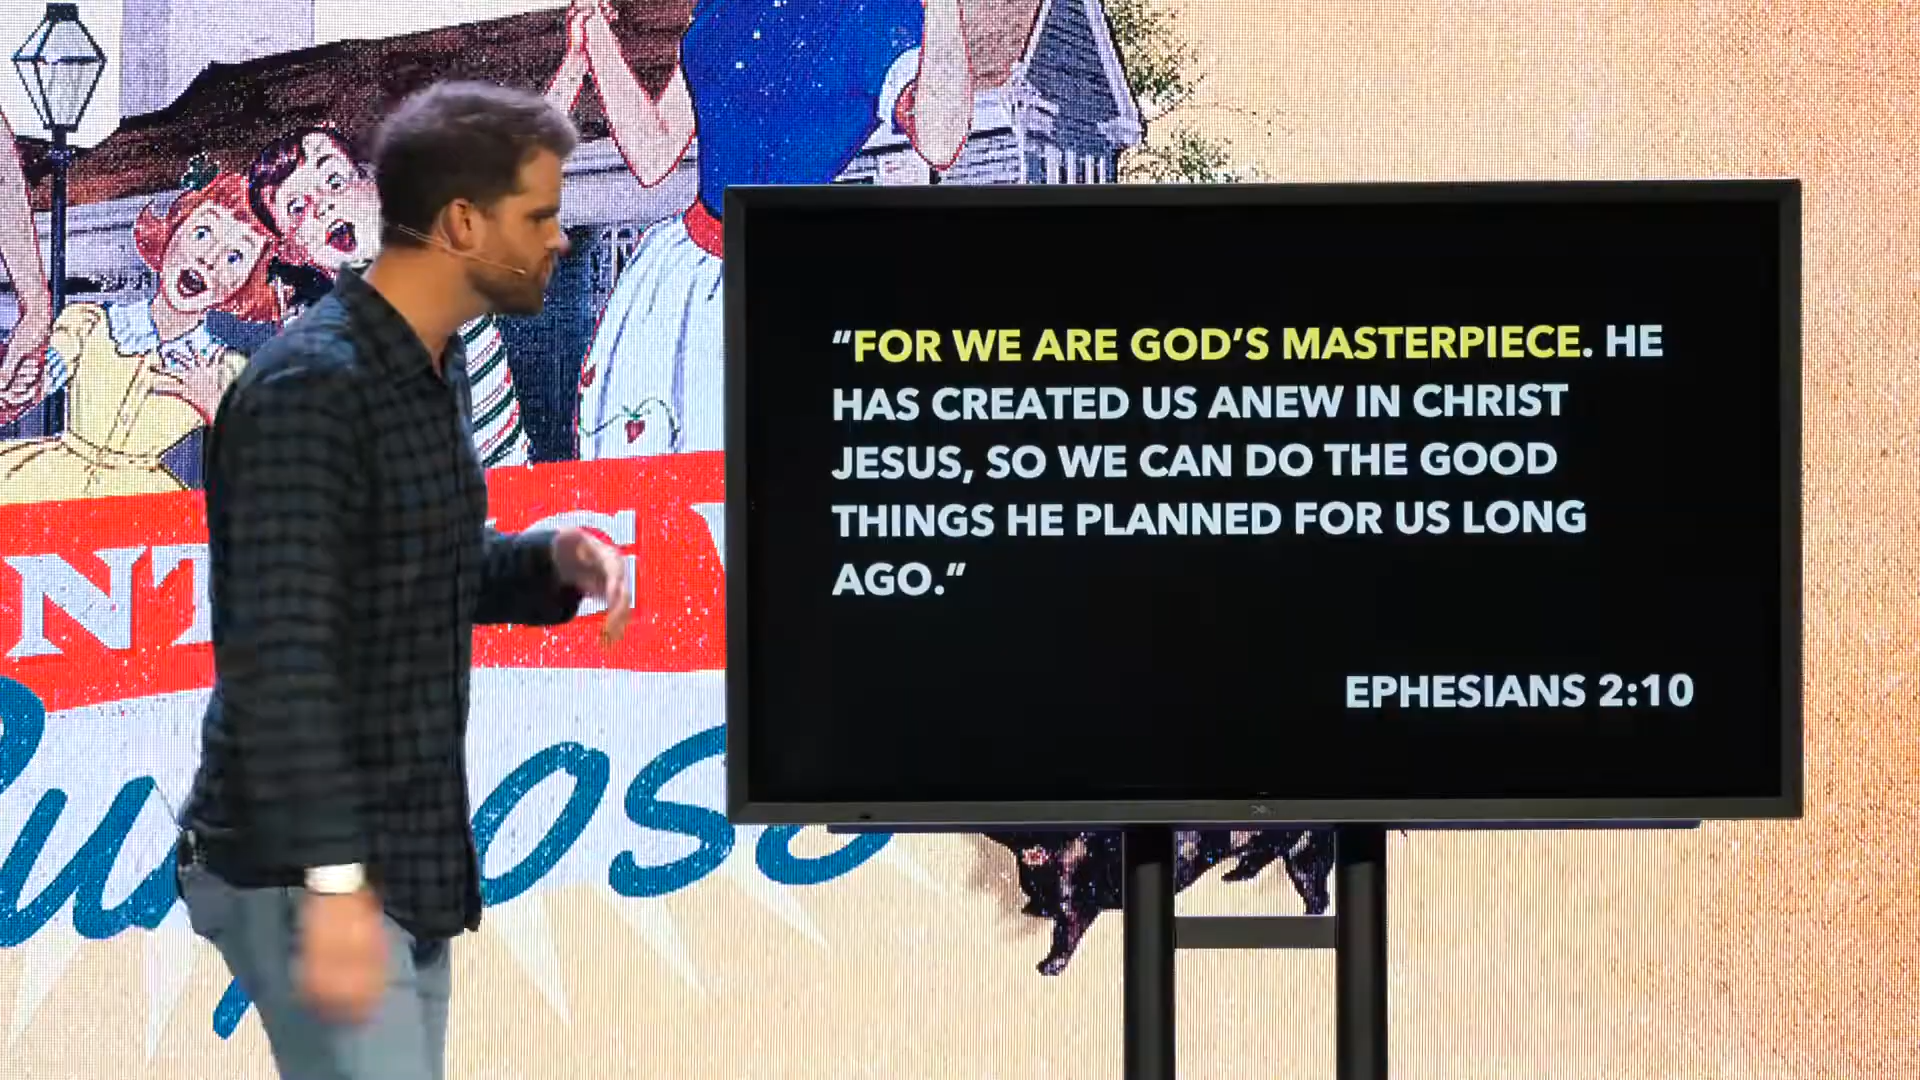 “FOR WE ARE GOD’S MASTERPIECE. HE
HAS CREATED US ANEW IN CHRIST
JESUS, SO WE CAN DO THE GOOD
THINGS HE PLANNED FOR US LONG
AGO.”
EPHESIANS 2:10